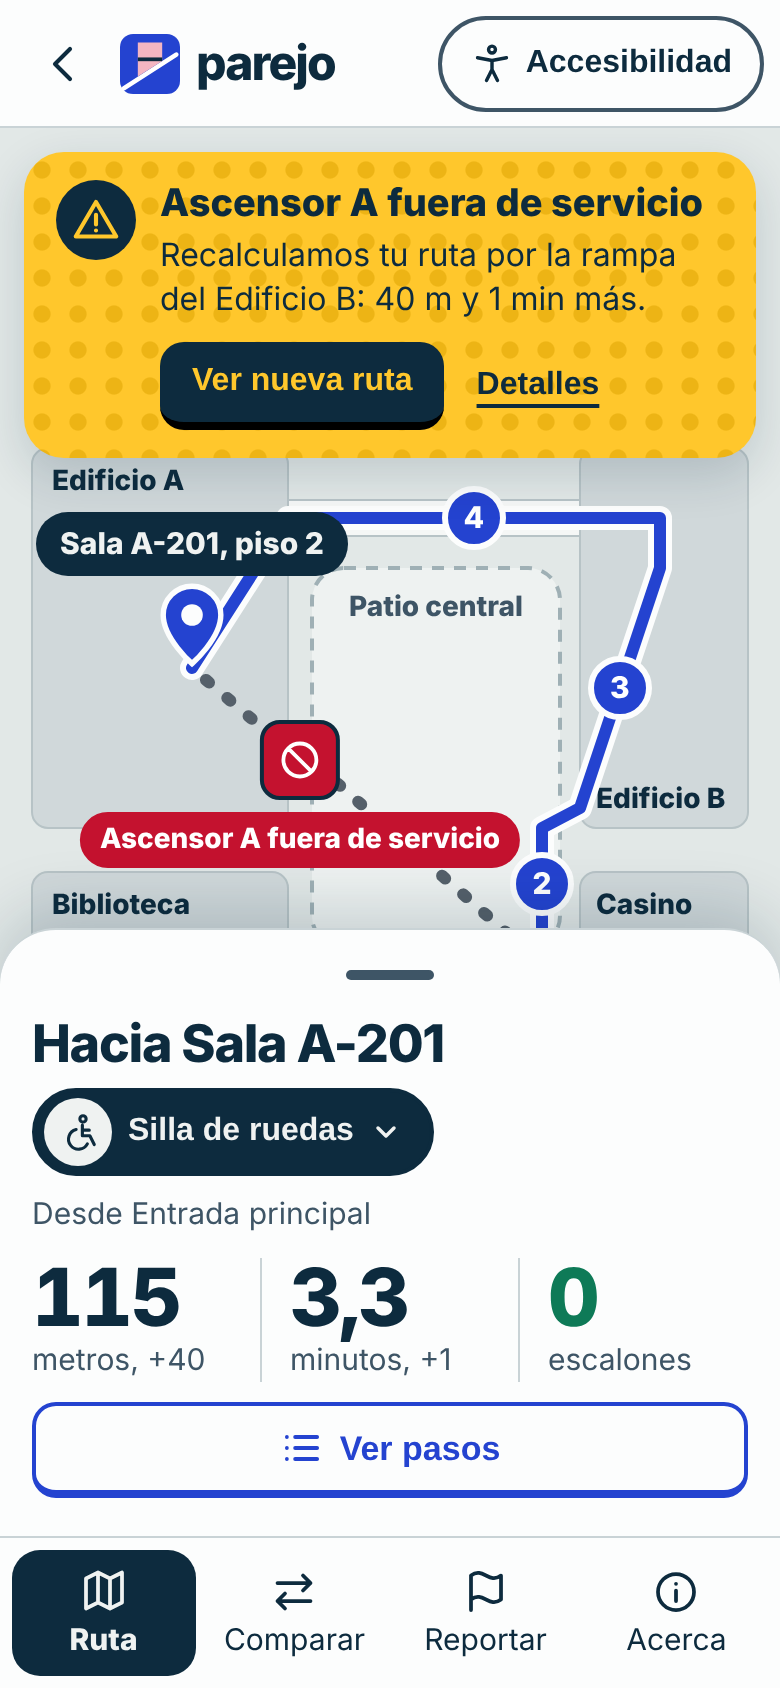 parejo
Accesibilidad
Ascensor A fuera de servicio
Recalculamos tu ruta por la rampa
del Edificio B: 40 m y 1 min más.
Ver nueva ruta
Detalles
Edificio A
Sala A-201, piso 2
4
Patio central
3
Edificio B
Ascensor A fuera de servicio
2
Biblioteca
Casino
Hacia Sala A-201
Silla de ruedas
Desde Entrada principal
115
metros, +40
3,3
minutos, +1
0
escalones
Ver pasos
Ruta
Comparar
Reportar
Acerca